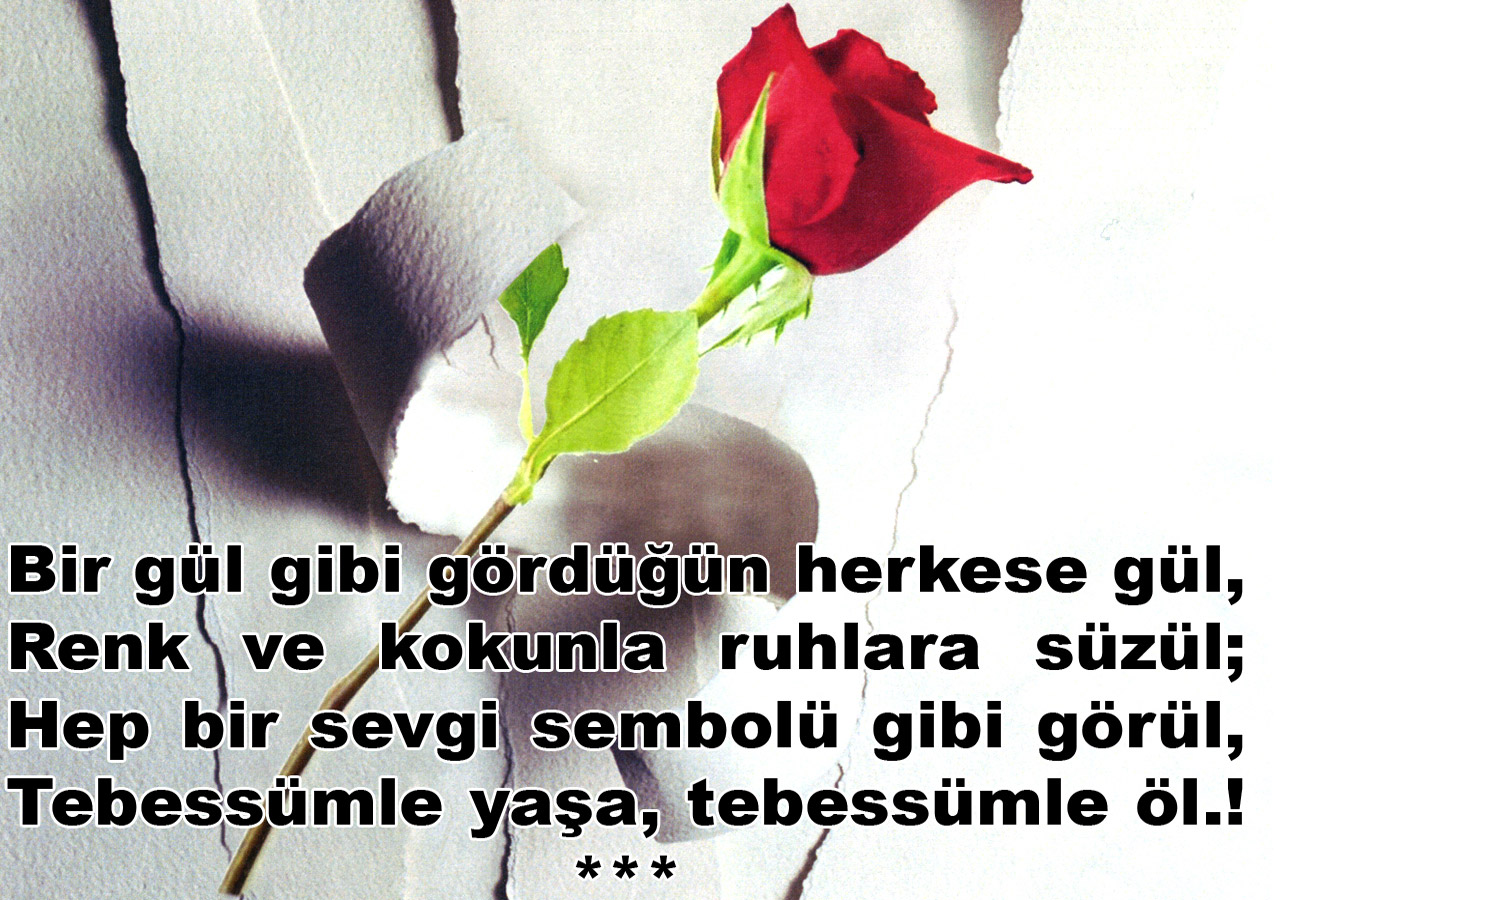 Bir gül gibi gördüğün herkese gül,
Renk ve kokunla ruhlara süzül;
Hep bir sevgi sembolü gibi görül,
Tebessümle yaşa, tebessümle öl.!
***